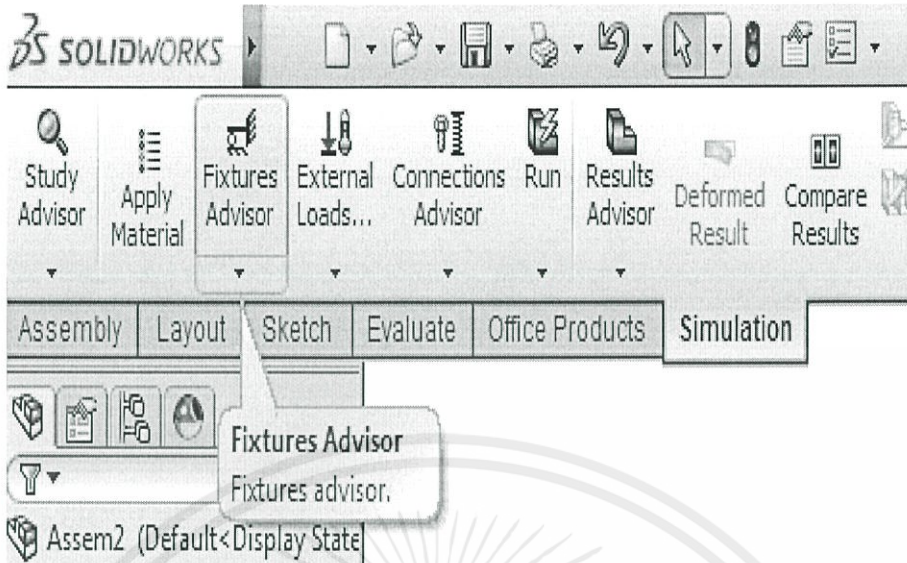 SOLIDWORKS
Study Advisor
Apply Material
Fixtures Advisor
External Loads...
Connections Advisor
Run
Results Advisor
Deformed Result
Compare Results
Assembly Layout Sketch Evaluate Office Products Simulation
Fixtures Advisor
Fixtures advisor.
Assem2 (Default<Display State